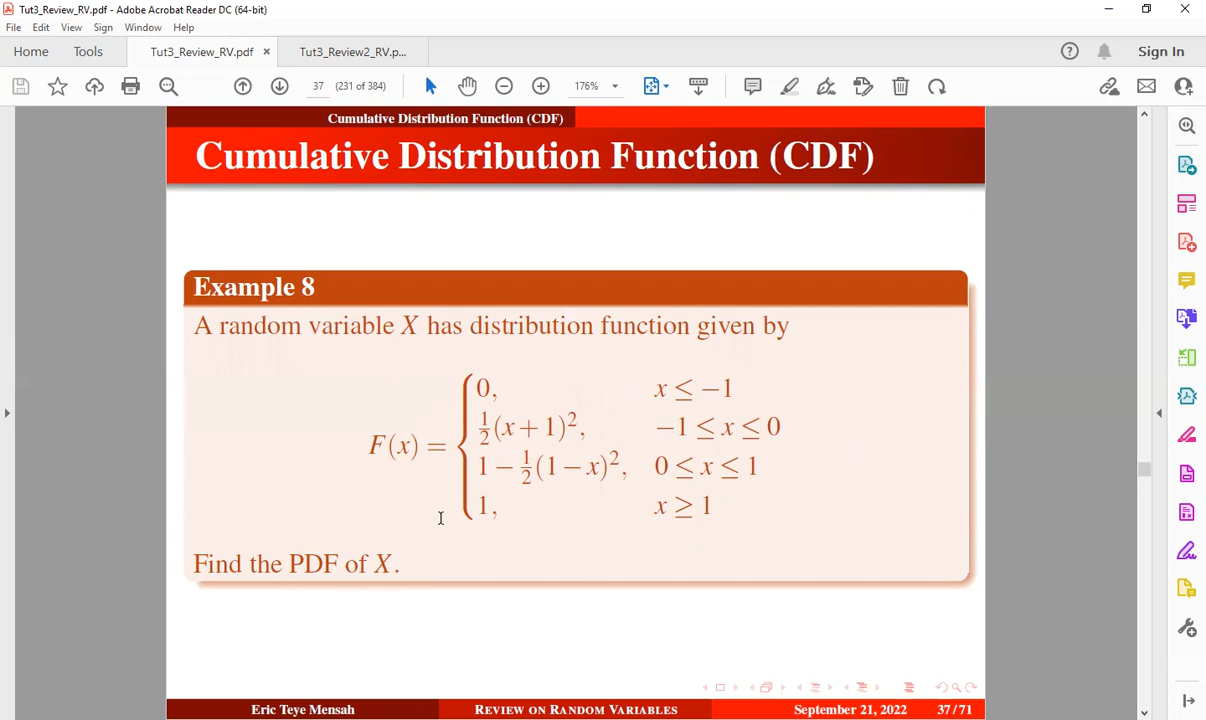 Tut3_Review_RV.pdf - Adobe Acrobat Reader DC (64-bit)
File Edit View Sign Window Help
Home Tools Tut3_Review_RV.pdf × Tut3_Review2_RV.p... Sign In
37 (231 of 384) 176%
Cumulative Distribution Function (CDF)
Cumulative Distribution Function (CDF)
Example 8
A random variable X has distribution function given by
0, x ≤ −1
½(x+1)², −1 ≤ x ≤ 0
F(x) =
1 − ½(1−x)², 0 ≤ x ≤ 1
1, x ≥ 1
Find the PDF of X.
Eric Teye Mensah REVIEW ON RANDOM VARIABLES September 21, 2022 37 / 71